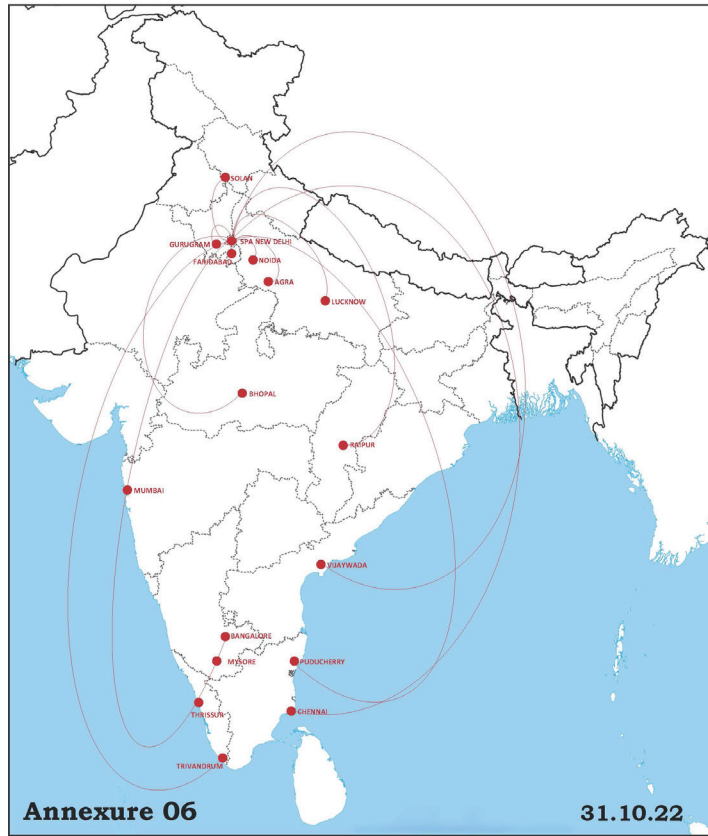 SOLAN
SPA NEW DELHI
GURUGRAM
FARIDABAD
NOIDA
AGRA
LUCKNOW
BHOPAL
RAIPUR
MUMBAI
VIJAYWADA
BANGALORE
MYSORE
PUDUCHERRY
THRISSUR
CHENNAI
TRIVANDRUM
Annexure 06
31.10.22